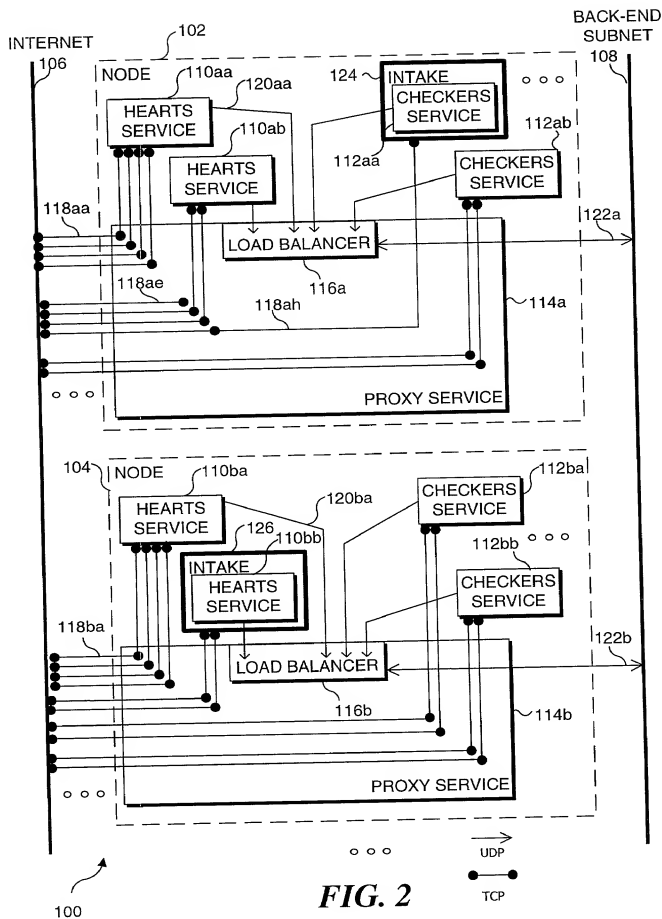 INTERNET
106
102
BACK-END
SUBNET
108
NODE
110aa
120aa
124
INTAKE
HEARTS
SERVICE
110ab
CHECKERS
SERVICE
112aa
112ab
HEARTS
SERVICE
CHECKERS
SERVICE
118aa
LOAD BALANCER
122a
116a
118ae
118ah
114a
PROXY SERVICE
104
NODE
110ba
112ba
HEARTS
SERVICE
120ba
CHECKERS
SERVICE
126
110bb
INTAKE
112bb
HEARTS
SERVICE
CHECKERS
SERVICE
118ba
LOAD BALANCER
122b
116b
114b
PROXY SERVICE
UDP
TCP
100
FIG. 2